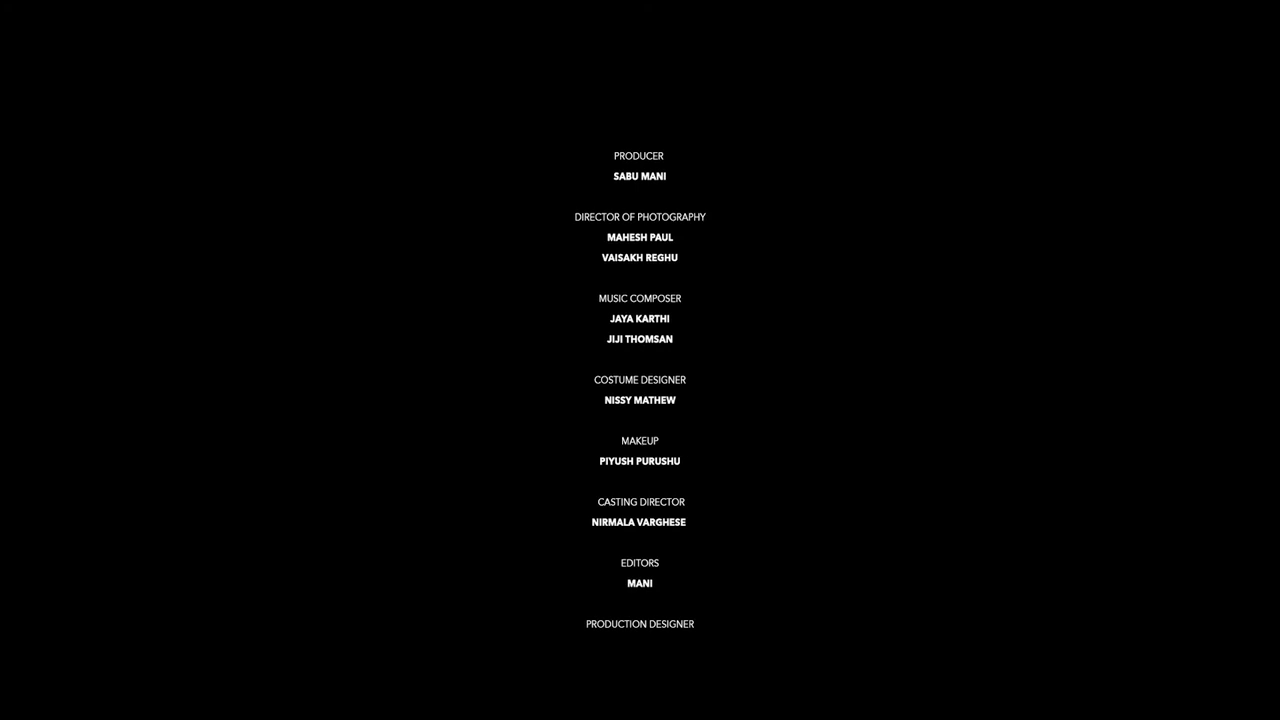 PRODUCER
SABU MANI
DIRECTOR OF PHOTOGRAPHY
MAHESH PAUL
VAISAKH REGHU
MUSIC COMPOSER
JAYA KARTHI
JIJI THOMSAN
COSTUME DESIGNER
NISSY MATHEW
MAKEUP
PIYUSH PURUSHU
CASTING DIRECTOR
NIRMALA VARGHESE
EDITORS
MANI
PRODUCTION DESIGNER